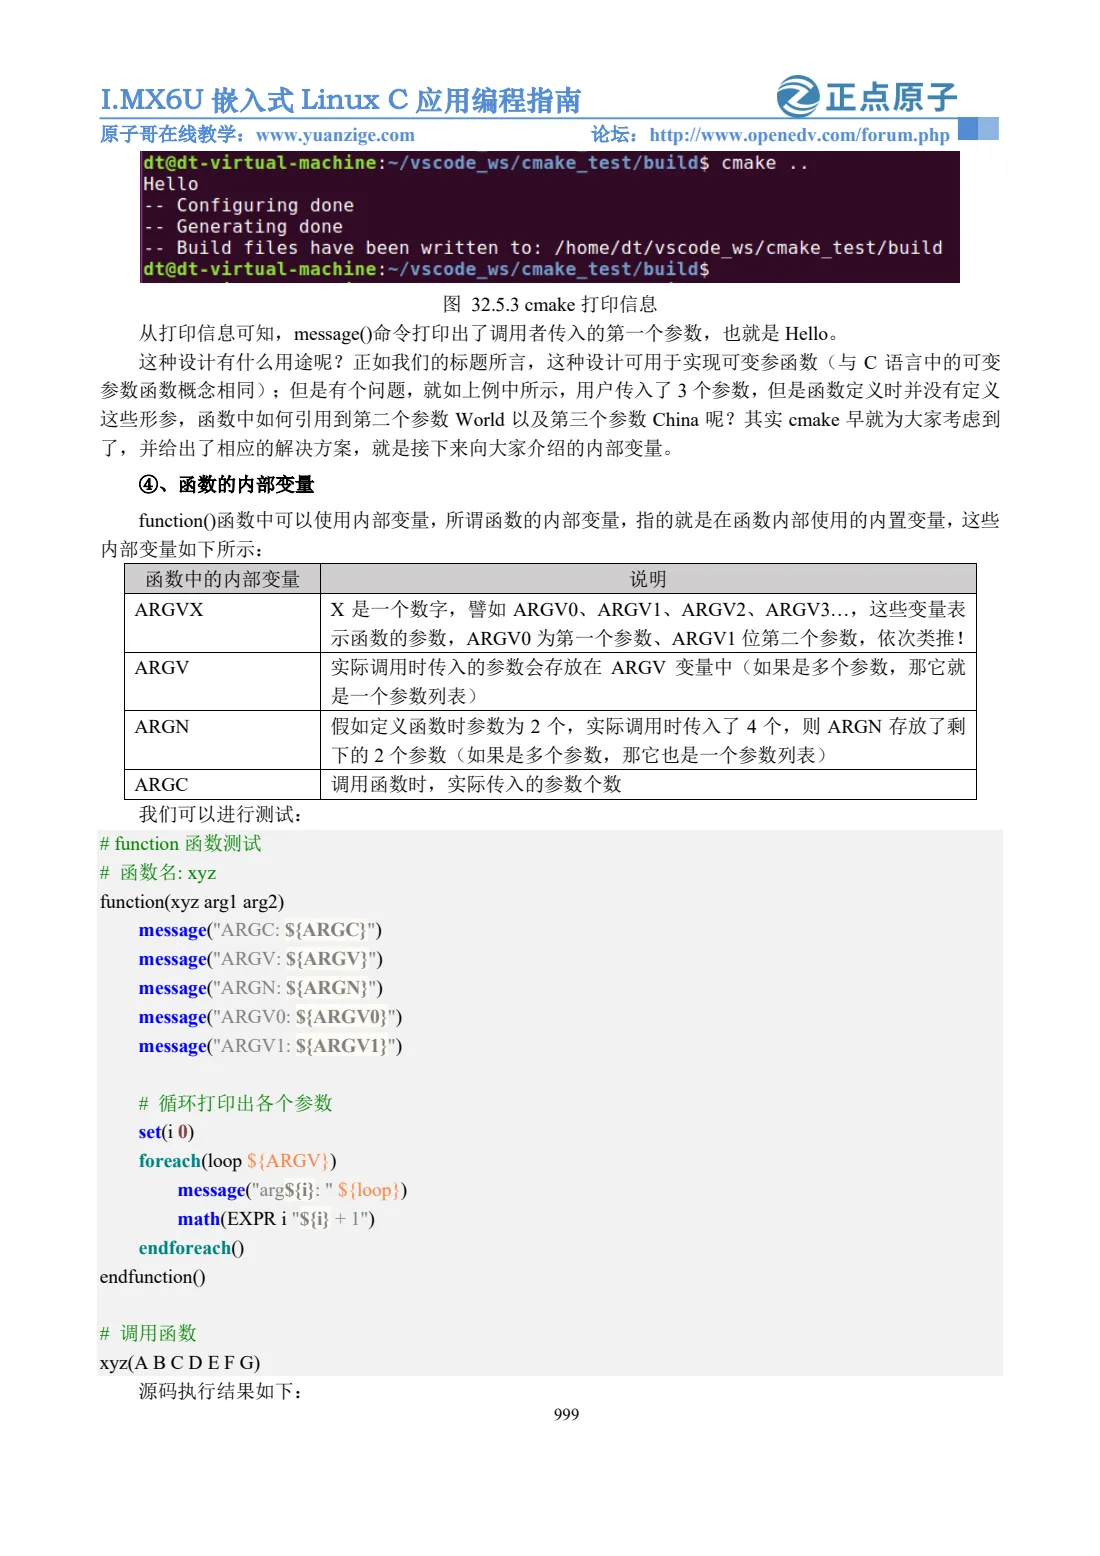 I.MX6U 嵌入式 Linux C 应用编程指南
正点原子
原子哥在线教学：www.yuanzige.com 论坛：http://www.openedv.com/forum.php
dt@dt-virtual-machine:~/vscode_ws/cmake_test/build$ cmake ..
Hello
-- Configuring done
-- Generating done
-- Build files have been written to: /home/dt/vscode_ws/cmake_test/build
dt@dt-virtual-machine:~/vscode_ws/cmake_test/build$
图 32.5.3 cmake 打印信息
从打印信息可知，message()命令打印出了调用者传入的第一个参数，也就是 Hello。
这种设计有什么用途呢？正如我们的标题所言，这种设计可用于实现可变参函数（与 C 语言中的可变
参数函数概念相同）；但是有个问题，就如上例中所示，用户传入了 3 个参数，但是函数定义时并没有定义
这些形参，函数中如何引用到第二个参数 World 以及第三个参数 China 呢？其实 cmake 早就为大家考虑到
了，并给出了相应的解决方案，就是接下来向大家介绍的内部变量。
④、函数的内部变量
function()函数中可以使用内部变量，所谓函数的内部变量，指的就是在函数内部使用的内置变量，这些
内部变量如下所示：
函数中的内部变量 说明
ARGVX X 是一个数字，譬如 ARGV0、ARGV1、ARGV2、ARGV3…，这些变量表
示函数的参数，ARGV0 为第一个参数、ARGV1 位第二个参数，依次类推！
ARGV 实际调用时传入的参数会存放在 ARGV 变量中（如果是多个参数，那它就
是一个参数列表）
ARGN 假如定义函数时参数为 2 个，实际调用时传入了 4 个，则 ARGN 存放了剩
下的 2 个参数（如果是多个参数，那它也是一个参数列表）
ARGC 调用函数时，实际传入的参数个数
我们可以进行测试：
# function 函数测试
# 函数名: xyz
function(xyz arg1 arg2)
message("ARGC: ${ARGC}")
message("ARGV: ${ARGV}")
message("ARGN: ${ARGN}")
message("ARGV0: ${ARGV0}")
message("ARGV1: ${ARGV1}")
# 循环打印出各个参数
set(i 0)
foreach(loop ${ARGV})
message("arg${i}: " ${loop})
math(EXPR i "${i} + 1")
endforeach()
endfunction()
# 调用函数
xyz(A B C D E F G)
源码执行结果如下：
999